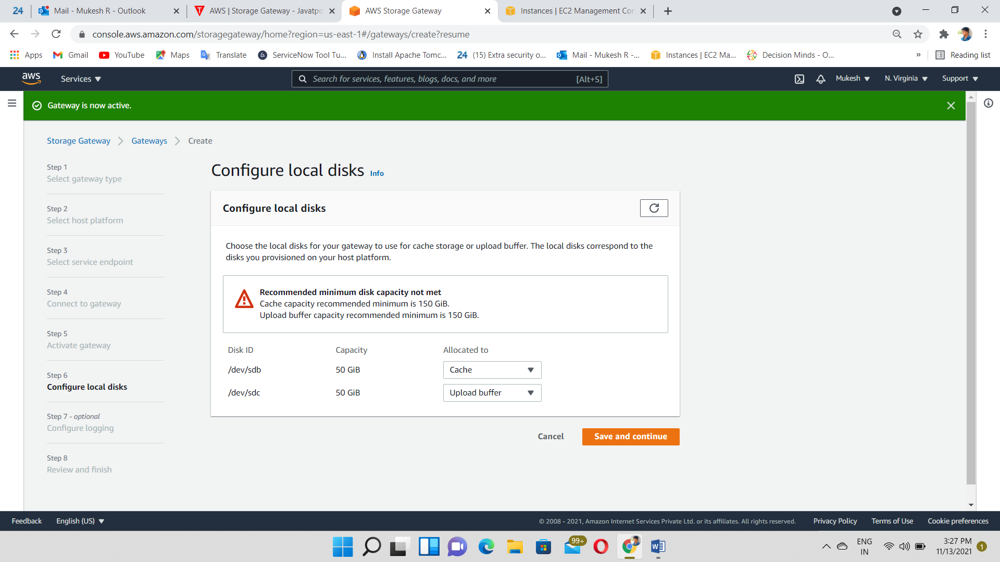 24
Mail - Mukesh R - Outlook
AWS | Storage Gateway - Javatpo
AWS Storage Gateway
Instances | EC2 Management Con
console.aws.amazon.com/storagegateway/home?region=us-east-1#/gateways/create?resume
Apps
Gmail
YouTube
Maps
Translate
ServiceNow Tool Tu...
Install Apache Tomc...
24 (15) Extra security o...
Mail - Mukesh R -...
Instances | EC2 Ma...
Decision Minds - O...
»
Reading list
aws
Services
Search for services, features, blogs, docs, and more
[Alt+S]
Mukesh
N. Virginia
Support
Gateway is now active.
Storage Gateway
Gateways
Create
Step 1
Select gateway type
Step 2
Select host platform
Step 3
Select service endpoint
Step 4
Connect to gateway
Step 5
Activate gateway
Step 6
Configure local disks
Step 7 - optional
Configure logging
Step 8
Review and finish
Configure local disks Info
Configure local disks
Choose the local disks for your gateway to use for cache storage or upload buffer. The local disks correspond to the
disks you provisioned on your host platform.
Recommended minimum disk capacity not met
Cache capacity recommended minimum is 150 GiB.
Upload buffer capacity recommended minimum is 150 GiB.
Disk ID Capacity Allocated to
/dev/sdb 50 GiB Cache
/dev/sdc 50 GiB Upload buffer
Cancel
Save and continue
Feedback
English (US)
© 2008 - 2021, Amazon Internet Services Private Ltd. or its affiliates. All rights reserved.
Privacy Policy
Terms of Use
Cookie preferences
99+
ENG
IN
3:27 PM
11/13/2021
1